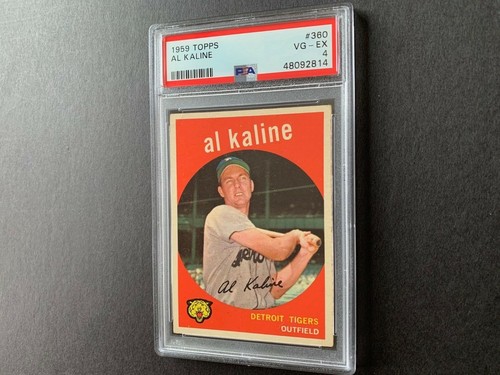 1959 TOPPS #360
AL KALINE VG-EX
PSA 4
48092814
al kaline
Al Kaline
DETROIT TIGERS
OUTFIELD